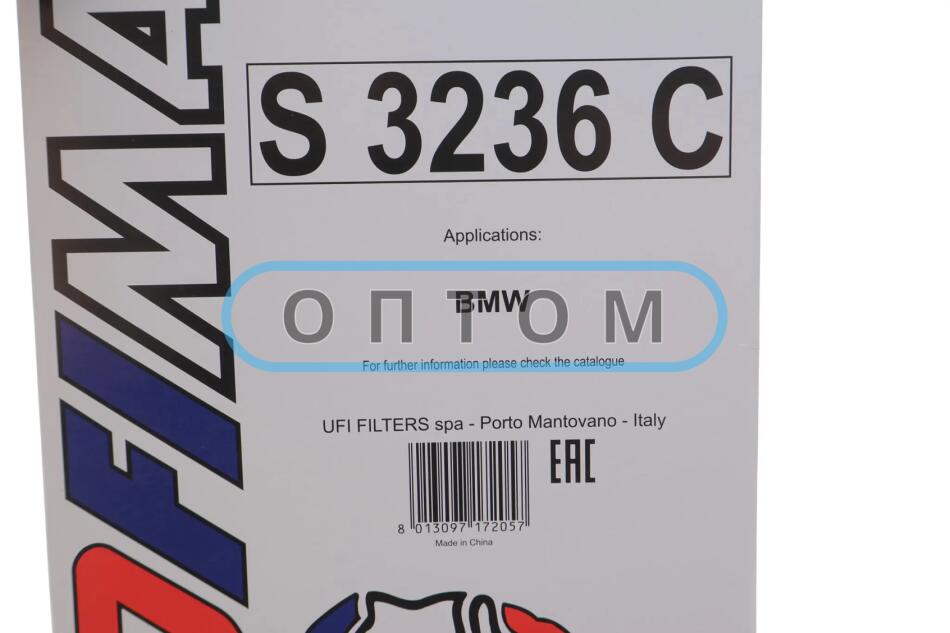 S 3236 C
Applications:
BMW
ОПТОМ
For further information please check the catalogue
UFI FILTERS spa - Porto Mantovano - Italy
EAC
8 013097 172057
Made in China
OFIMA